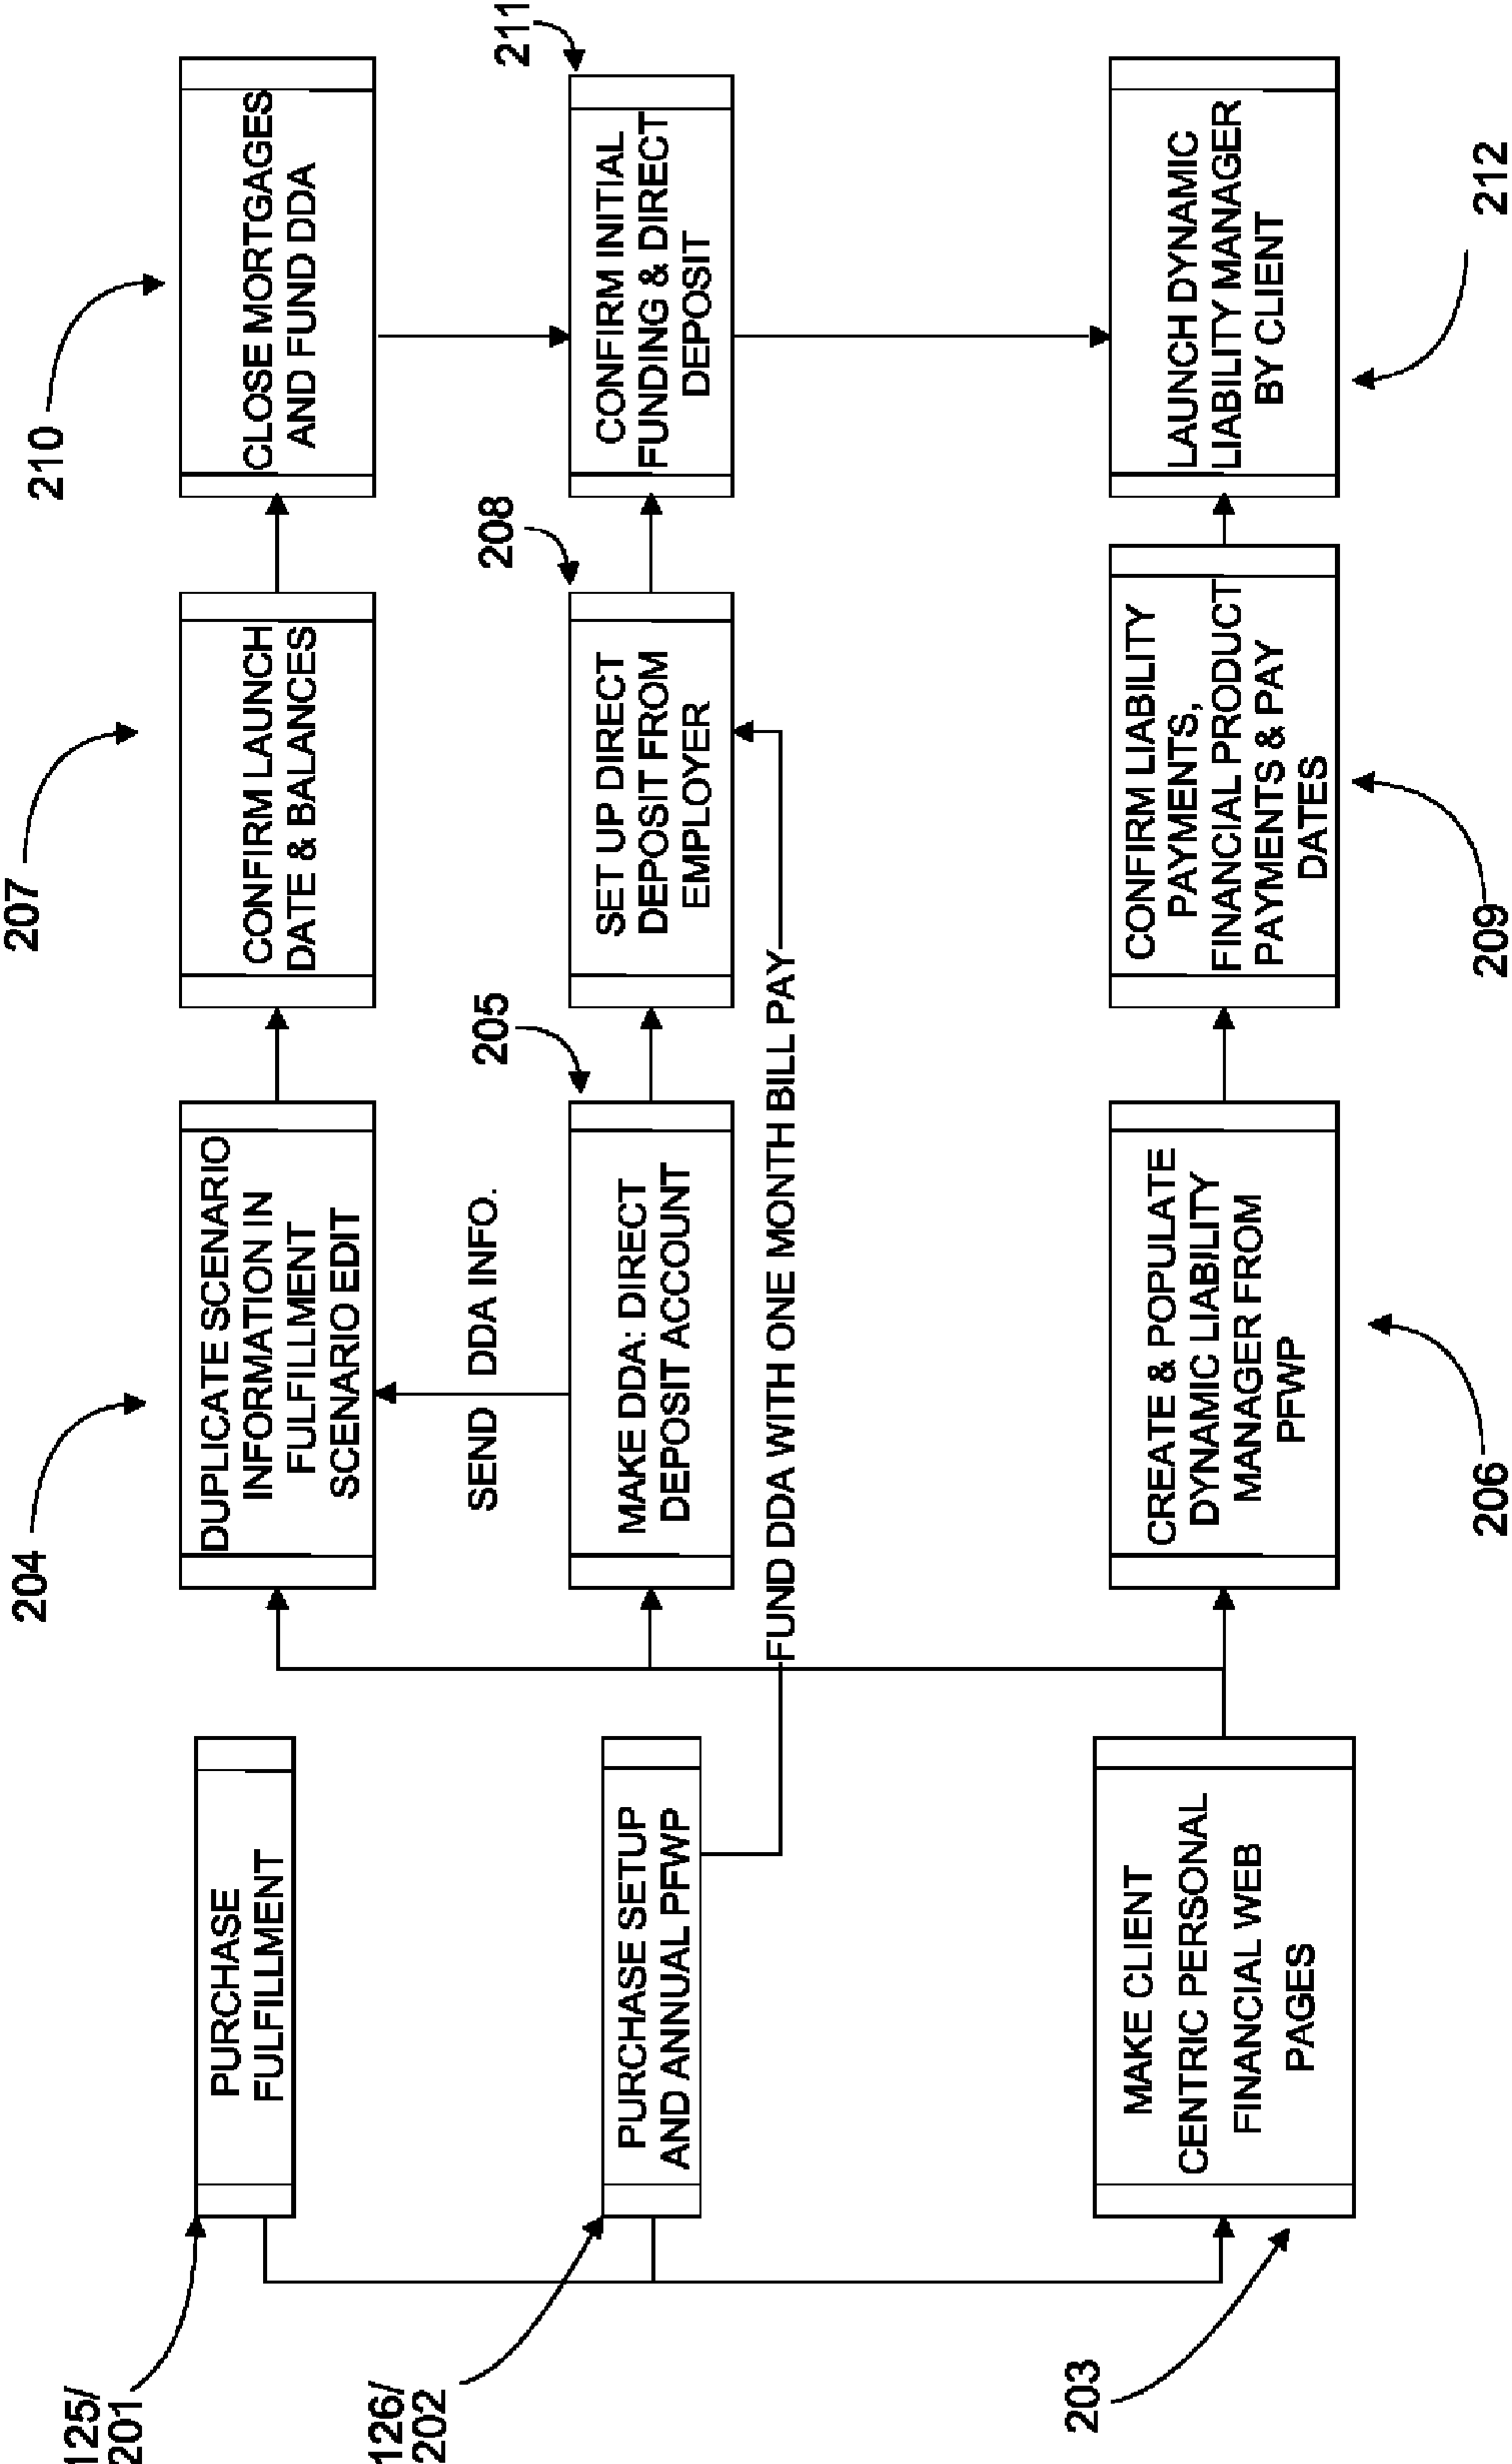 125/
201
PURCHASE
FULFILLMENT
204
DUPLICATE SCENARIO
INFORMATION IN
FULFILLMENT
SCENARIO EDIT
207
CONFIRM LAUNCH
DATE & BALANCES
210
CLOSE MORTGAGES
AND FUND DDA
SEND DDA INFO.
126/
202
PURCHASE SETUP
AND ANNUAL PFWP
205
MAKE DDA: DIRECT
DEPOSIT ACCOUNT
208
SET UP DIRECT
DEPOSIT FROM
EMPLOYER
211
CONFIRM INITIAL
FUNDING & DIRECT
DEPOSIT
FUND DDA WITH ONE MONTH BILL PAY
203
MAKE CLIENT
CENTRIC PERSONAL
FINANCIAL WEB
PAGES
CREATE & POPULATE
DYNAMIC LIABILITY
MANAGER FROM
PFWP
206
CONFIRM LIABILITY
PAYMENTS,
FINANCIAL PRODUCT
PAYMENTS & PAY
DATES
209
LAUNCH DYNAMIC
LIABILITY MANAGER
BY CLIENT
212